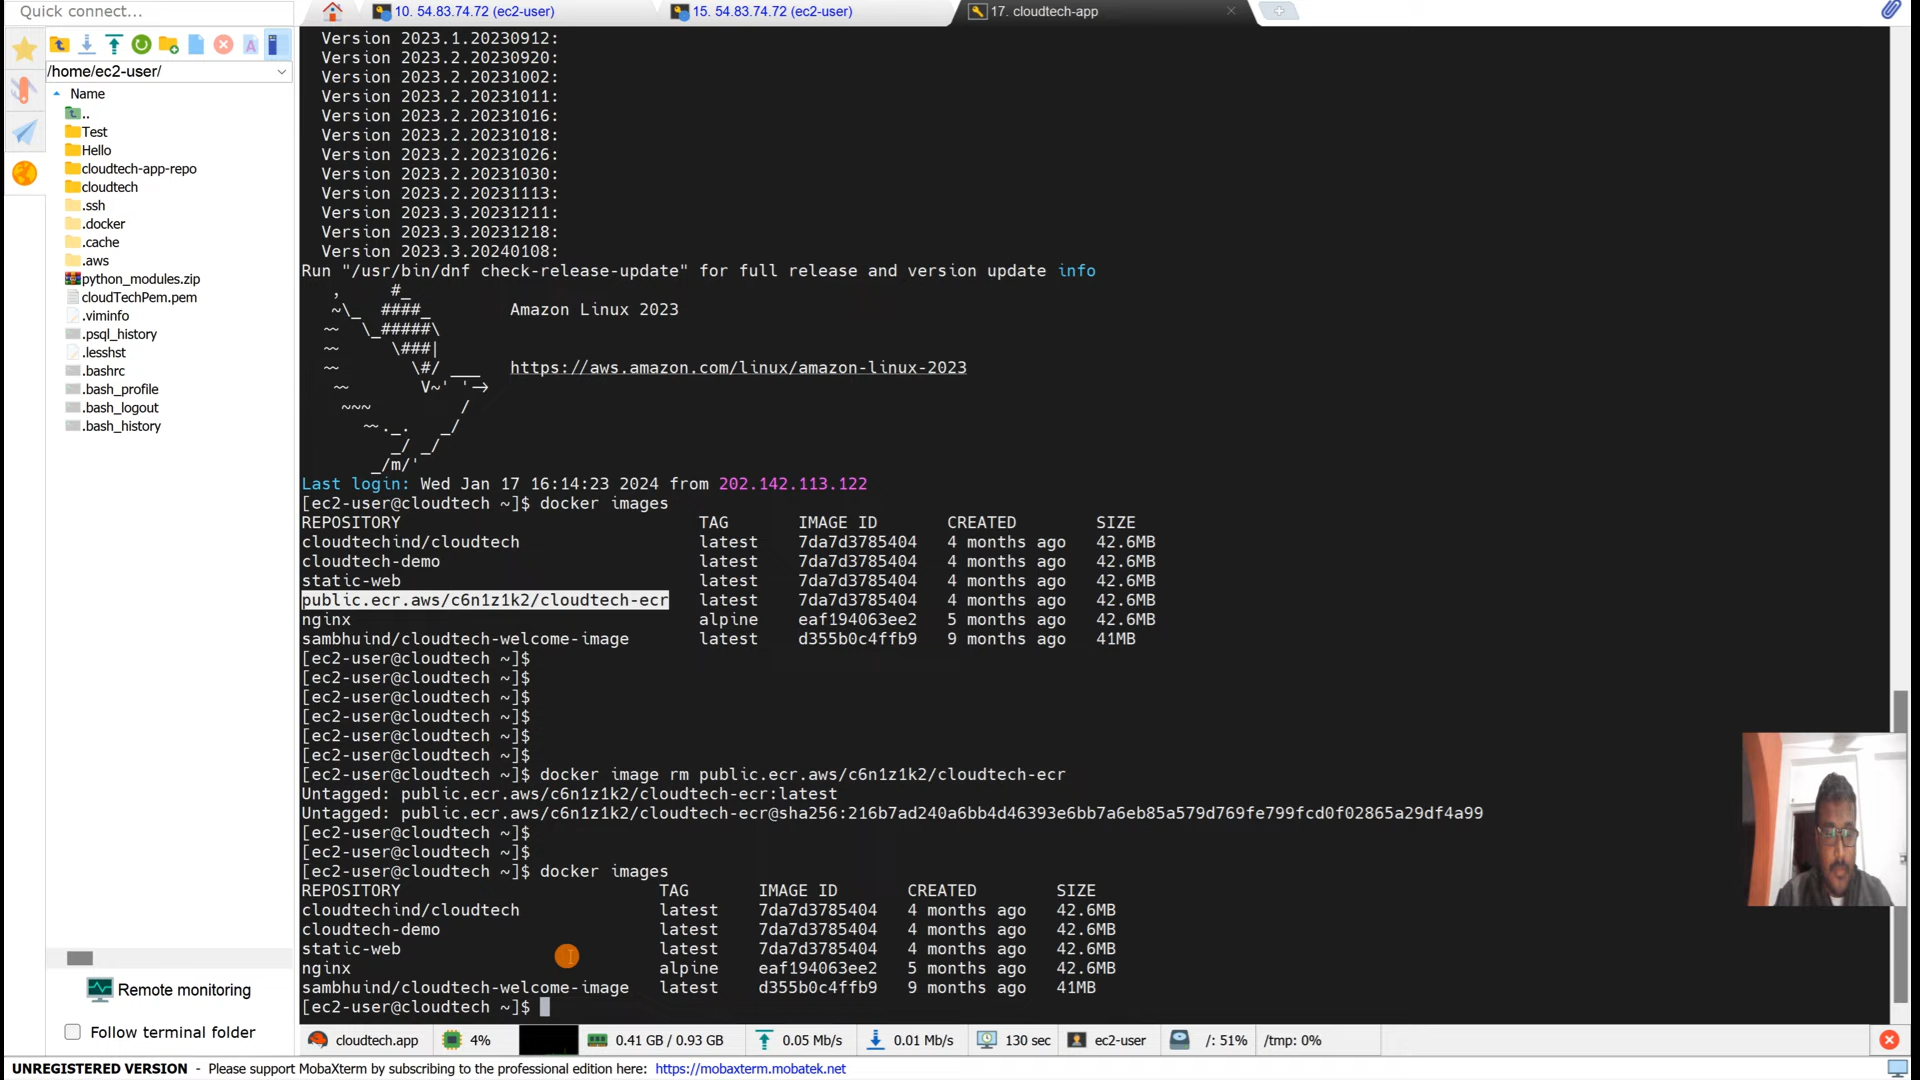 Quick connect...
10. 54.83.74.72 (ec2-user)
15. 54.83.74.72 (ec2-user)
17. cloudtech-app
/home/ec2-user/
Name
..
Test
Hello
cloudtech-app-repo
cloudtech
.ssh
.docker
.cache
.aws
python_modules.zip
cloudTechPem.pem
.viminfo
.psql_history
.lesshst
.bashrc
.bash_profile
.bash_logout
.bash_history
Remote monitoring
Follow terminal folder
Version 2023.1.20230912:
Version 2023.2.20230920:
Version 2023.2.20231002:
Version 2023.2.20231011:
Version 2023.2.20231016:
Version 2023.2.20231018:
Version 2023.2.20231026:
Version 2023.2.20231030:
Version 2023.2.20231113:
Version 2023.3.20231211:
Version 2023.3.20231218:
Version 2023.3.20240108:
Run "/usr/bin/dnf check-release-update" for full release and version update info
,     #_
~\_  ####_        Amazon Linux 2023
~~  \_#####\
~~     \###|
~~       \#/ ___   https://aws.amazon.com/linux/amazon-linux-2023
~~       V~' '->
~~~         /
~~._.   _/
_/ _/
_/m/'
Last login: Wed Jan 17 16:14:23 2024 from 202.142.113.122
[ec2-user@cloudtech ~]$ docker images
REPOSITORY TAG IMAGE ID CREATED SIZE
cloudtechind/cloudtech latest 7da7d3785404 4 months ago 42.6MB
cloudtech-demo latest 7da7d3785404 4 months ago 42.6MB
static-web latest 7da7d3785404 4 months ago 42.6MB
public.ecr.aws/c6n1z1k2/cloudtech-ecr latest 7da7d3785404 4 months ago 42.6MB
nginx alpine eaf194063ee2 5 months ago 42.6MB
sambhuind/cloudtech-welcome-image latest d355b0c4ffb9 9 months ago 41MB
[ec2-user@cloudtech ~]$
[ec2-user@cloudtech ~]$
[ec2-user@cloudtech ~]$
[ec2-user@cloudtech ~]$
[ec2-user@cloudtech ~]$
[ec2-user@cloudtech ~]$
[ec2-user@cloudtech ~]$ docker image rm public.ecr.aws/c6n1z1k2/cloudtech-ecr
Untagged: public.ecr.aws/c6n1z1k2/cloudtech-ecr:latest
Untagged: public.ecr.aws/c6n1z1k2/cloudtech-ecr@sha256:216b7ad240a6bb4d46393e6bb7a6eb85a579d769fe799fcd0f02865a29df4a99
[ec2-user@cloudtech ~]$
[ec2-user@cloudtech ~]$
[ec2-user@cloudtech ~]$ docker images
REPOSITORY TAG IMAGE ID CREATED SIZE
cloudtechind/cloudtech latest 7da7d3785404 4 months ago 42.6MB
cloudtech-demo latest 7da7d3785404 4 months ago 42.6MB
static-web latest 7da7d3785404 4 months ago 42.6MB
nginx alpine eaf194063ee2 5 months ago 42.6MB
sambhuind/cloudtech-welcome-image latest d355b0c4ffb9 9 months ago 41MB
[ec2-user@cloudtech ~]$
cloudtech.app 4% 0.41 GB / 0.93 GB 0.05 Mb/s 0.01 Mb/s 130 sec ec2-user /: 51% /tmp: 0%
UNREGISTERED VERSION - Please support MobaXterm by subscribing to the professional edition here: https://mobaxterm.mobatek.net